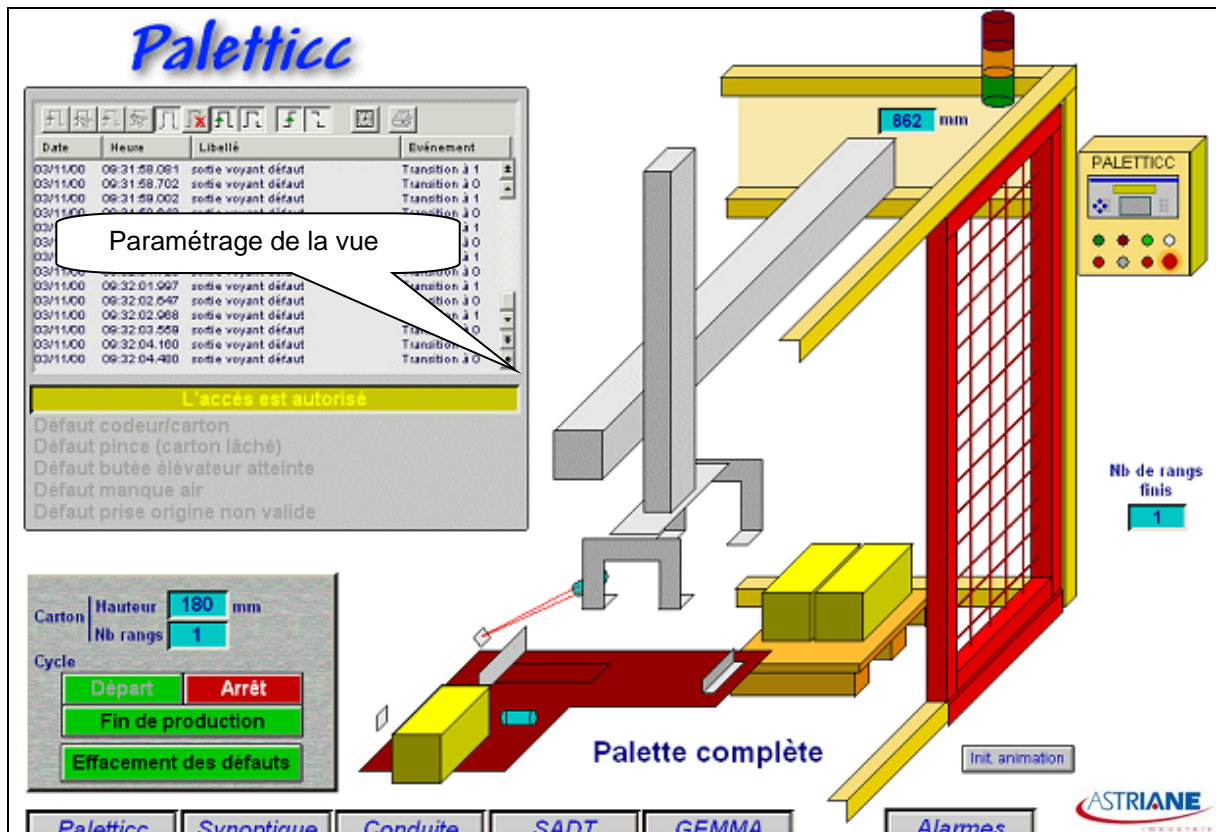 Paletticc
Date Heure Libellé Evénement
03/11/00 09:31:58.081 sortie voyant défaut Transition à 1
03/11/00 09:31:58.702 sortie voyant défaut Transition à 0
03/11/00 09:31:59.002 sortie voyant défaut Transition à 1
Transition à 0
Paramétrage de la vue
03/11/00 09:32:01.997 sortie voyant défaut
03/11/00 09:32:02.647 sortie voyant défaut
03/11/00 09:32:02.968 sortie voyant défaut
03/11/00 09:32:03.559 sortie voyant défaut
03/11/00 09:32:04.160 sortie voyant défaut
03/11/00 09:32:04.480 sortie voyant défaut Transition à 0
L'accés est autorisé
Défaut codeur/carton
Défaut pince (carton lâché)
Défaut butée élévateur atteinte
Défaut manque air
Défaut prise origine non valide
862 mm
PALETTICC
Nb de rangs
finis
1
Carton
Hauteur 180 mm
Nb rangs 1
Cycle
Départ Arrêt
Fin de production
Effacement des défauts
Palette complète
Init. animation
Paletticc Synoptique Conduite SADT GEMMA Alarmes
ASTRIANE